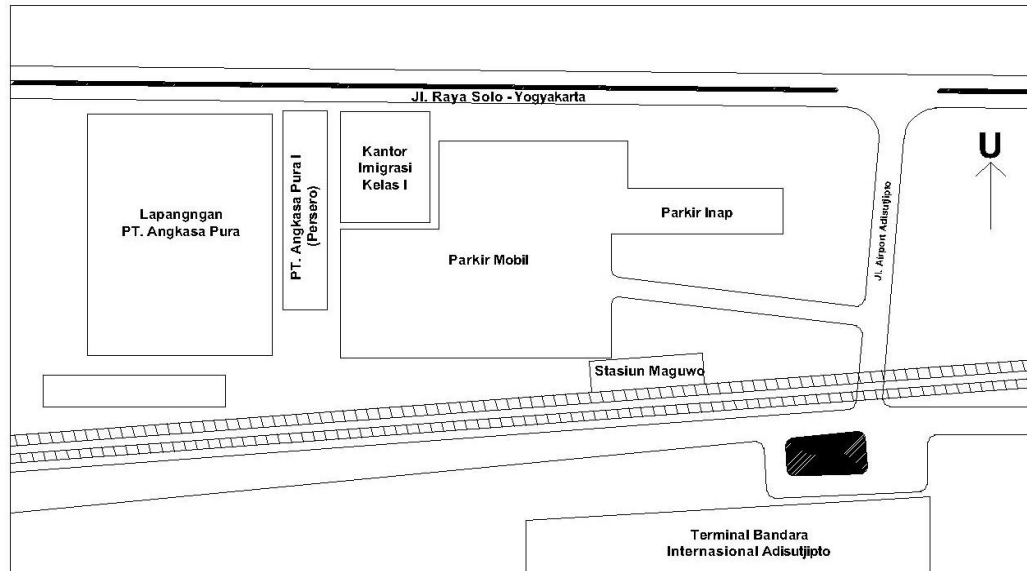 Jl. Raya Solo - Yogyakarta
Lapangngan
PT. Angkasa Pura
PT. Angkasa Pura I
(Persero)
Kantor
Imigrasi
Kelas I
Parkir Mobil
Parkir Inap
Jl. Airport Adisutjipto
U
Stasiun Maguwo
Terminal Bandara
Internasional Adisutjipto